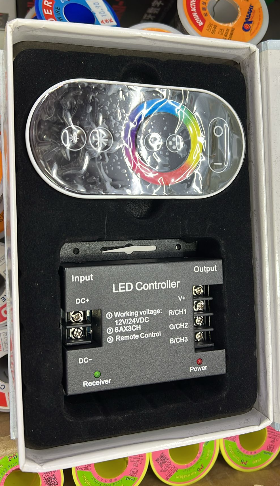 LED Controller
Input
Output
DC+
① Working voltage:
12V/24VDC
② 8AX3CH
③ Remote Control
V+
R/CH1
G/CH2
B/CH3
DC−
Receiver
Power